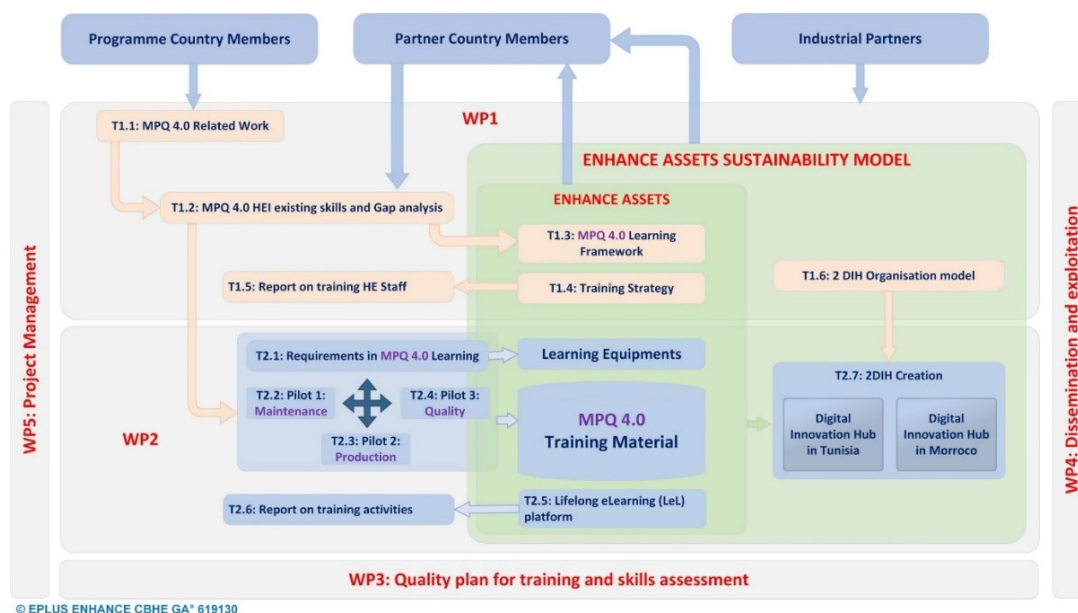 Programme Country Members
Partner Country Members
Industrial Partners
WP1
T1.1: MPQ 4.0 Related Work
ENHANCE ASSETS SUSTAINABILITY MODEL
T1.2: MPQ 4.0 HEI existing skills and Gap analysis
ENHANCE ASSETS
T1.3: MPQ 4.0 Learning
Framework
T1.5: Report on training HE Staff
T1.4: Training Strategy
T1.6: 2 DIH Organisation model
WP5: Project Management
WP4: Dissemination and exploitation
WP2
T2.1: Requirements in MPQ 4.0 Learning
Learning Equipments
T2.2: Pilot 1:
Maintenance
T2.4: Pilot 3:
Quality
T2.3: Pilot 2:
Production
MPQ 4.0
Training Material
T2.7: 2DIH Creation
Digital
Innovation Hub
in Tunisia
Digital
Innovation Hub
in Morroco
T2.6: Report on training activities
T2.5: Lifelong eLearning (LeL)
platform
WP3: Quality plan for training and skills assessment
© EPLUS ENHANCE CBHE GA° 619130